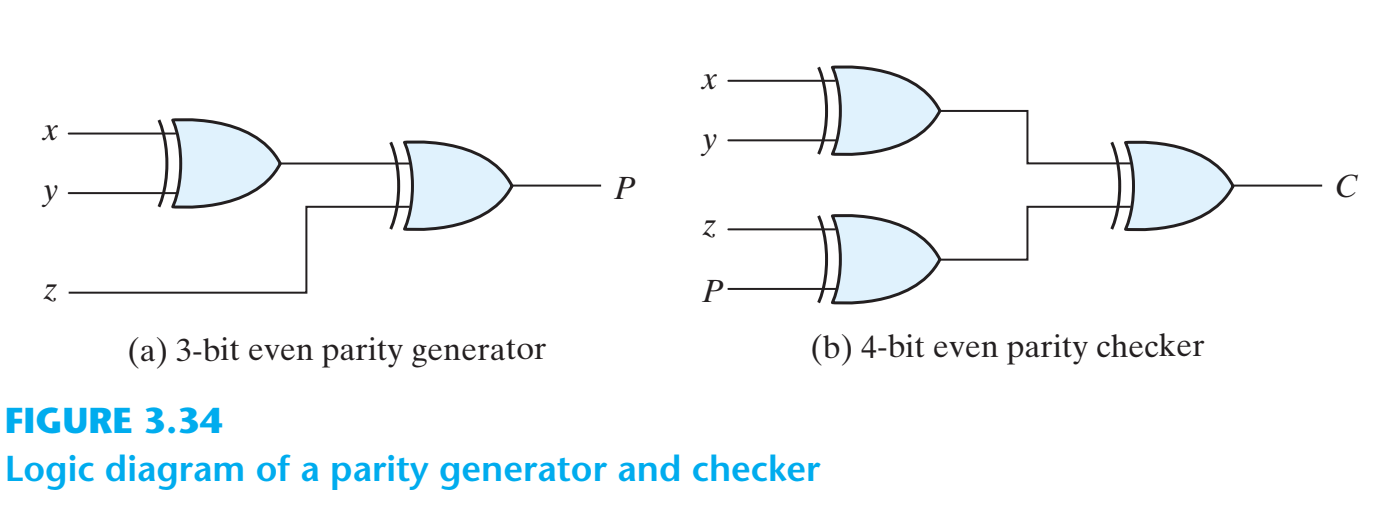 x
y
z
P
(a) 3-bit even parity generator
x
y
z
P
C
(b) 4-bit even parity checker
FIGURE 3.34
Logic diagram of a parity generator and checker